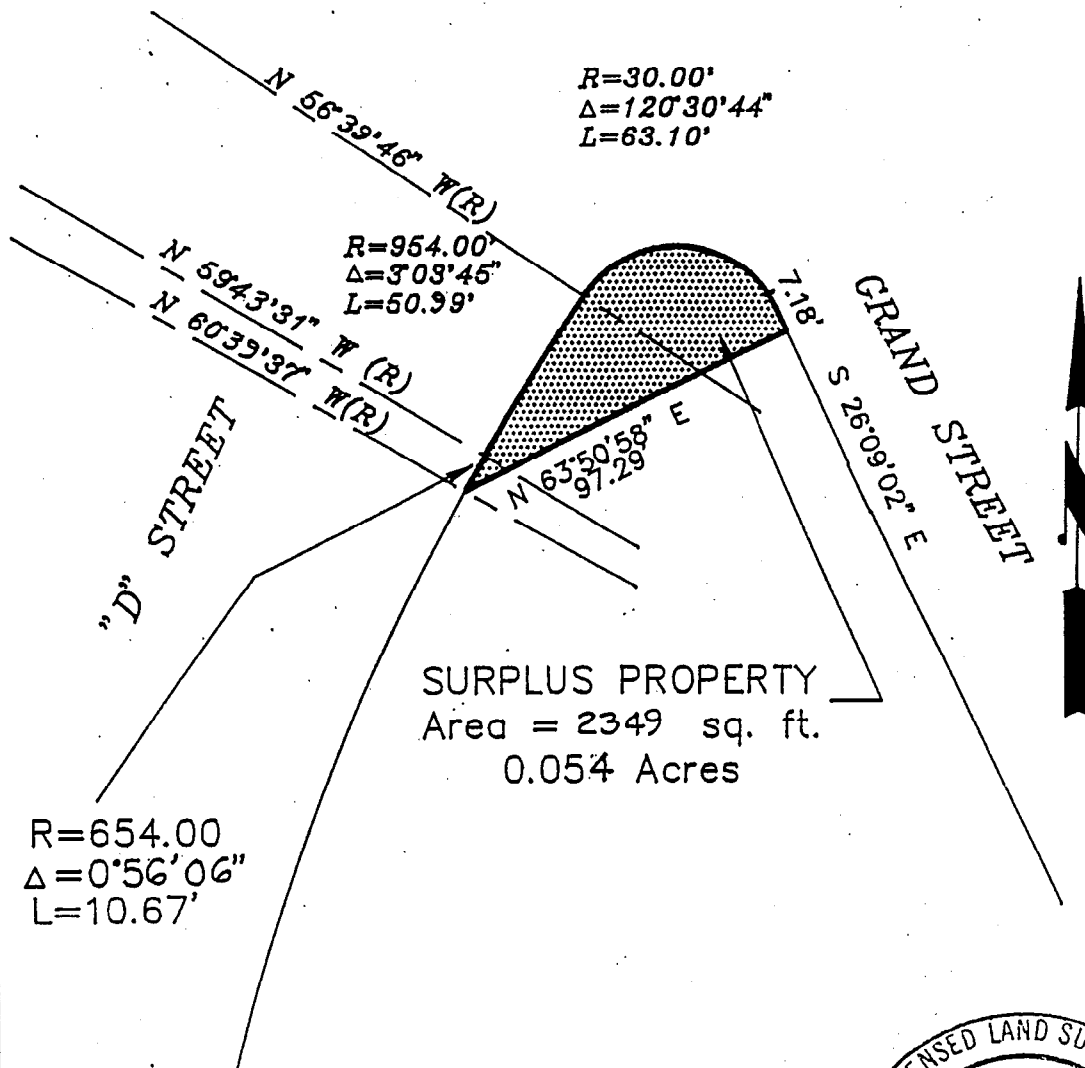 R=30.00'
Δ=120°30'44"
L=63.10'
N 56°39'46" W(R)
R=954.00'
Δ=3°03'45"
L=50.99'
N 59°43'31" W (R)
N 60°39'37" W(R)
7.18'
GRAND STREET
S 26°09'02" E
N 63°50'58" E
97.29'
"D" STREET
SURPLUS PROPERTY
Area = 2349 sq. ft.
0.054 Acres
R=654.00
Δ=0°56'06"
L=10.67'
LAND